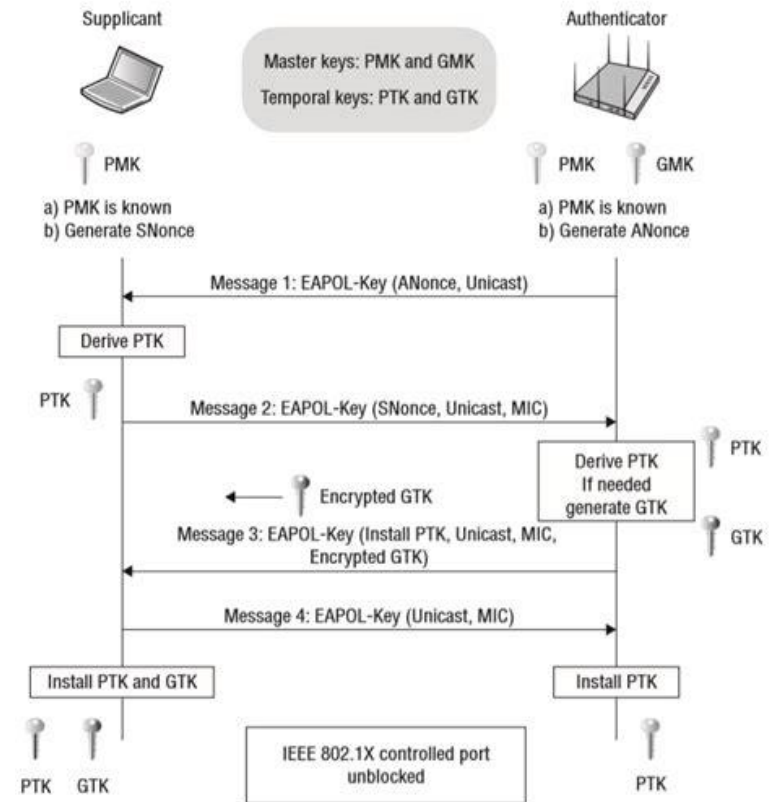 Supplicant
Authenticator
Master keys: PMK and GMK
Temporal keys: PTK and GTK
PMK
PMK
GMK
a) PMK is known
b) Generate SNonce
a) PMK is known
b) Generate ANonce
Message 1: EAPOL-Key (ANonce, Unicast)
Derive PTK
PTK
Message 2: EAPOL-Key (SNonce, Unicast, MIC)
PTK
Derive PTK
If needed
generate GTK
Encrypted GTK
GTK
Message 3: EAPOL-Key (Install PTK, Unicast, MIC,
Encrypted GTK)
Message 4: EAPOL-Key (Unicast, MIC)
Install PTK and GTK
Install PTK
IEEE 802.1X controlled port
unblocked
PTK
GTK
PTK